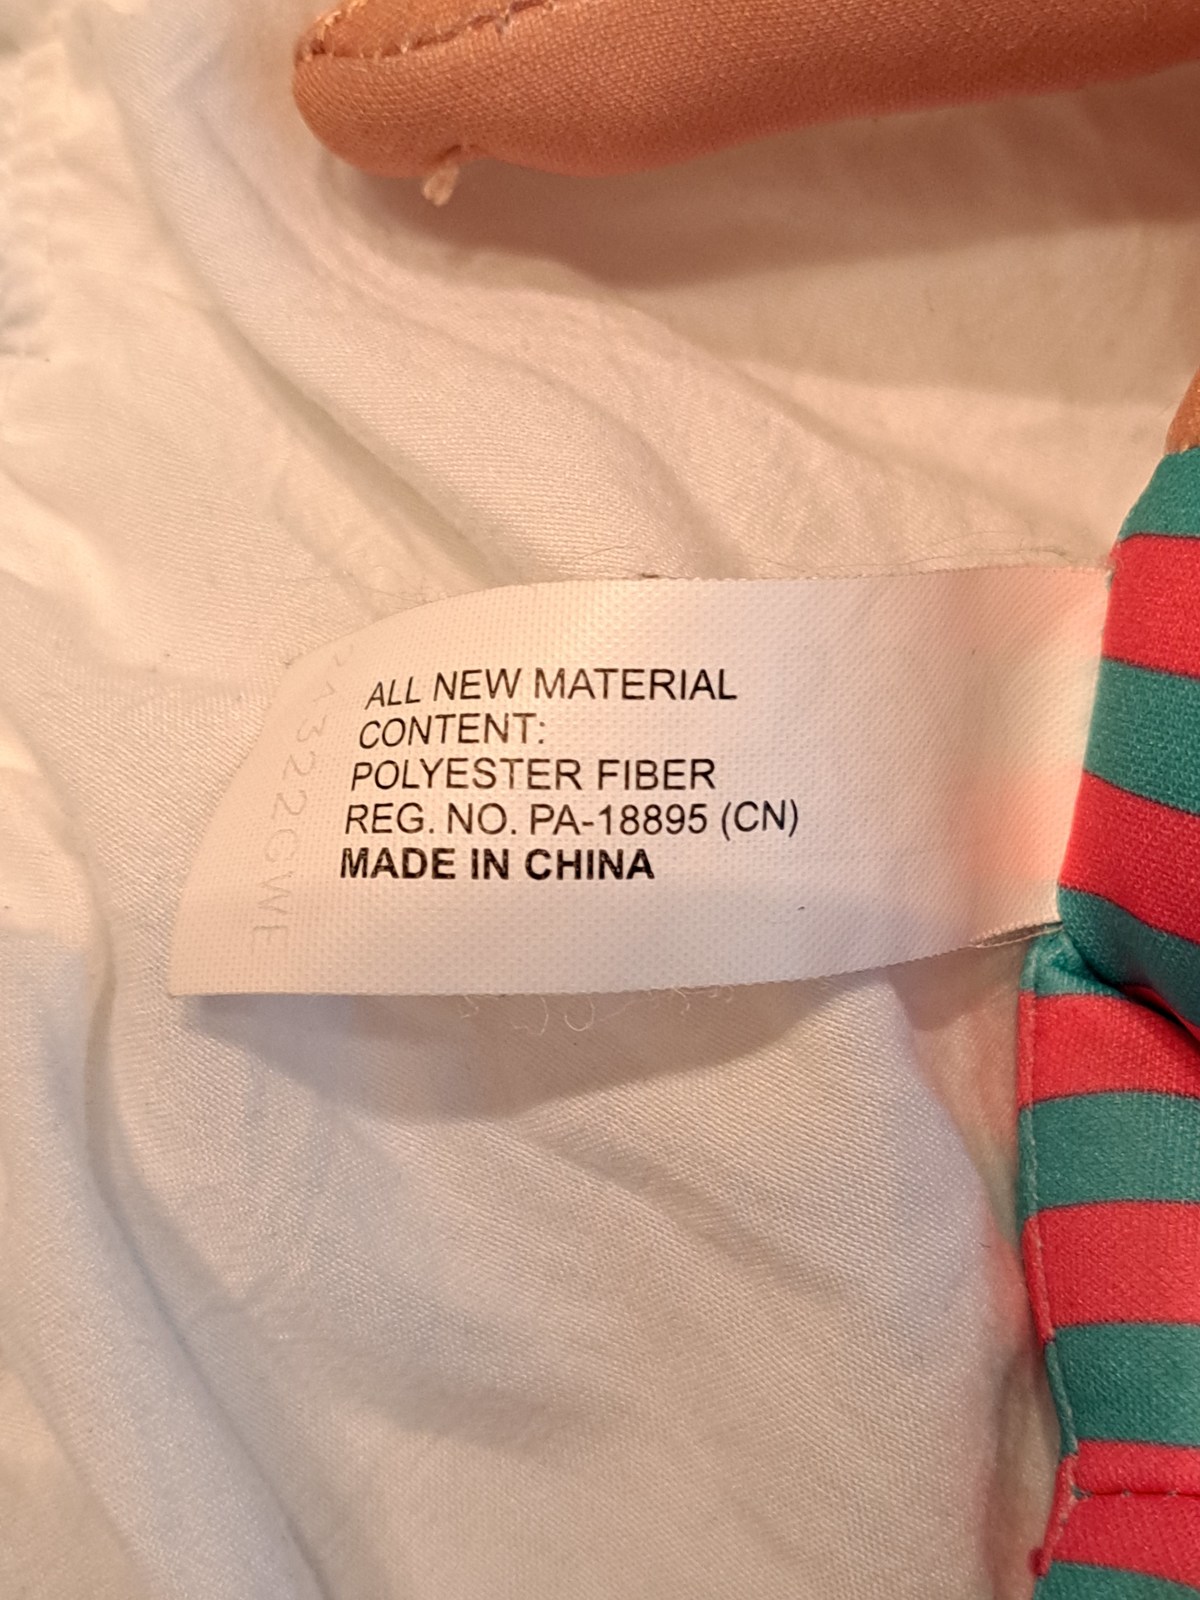 ALL NEW MATERIAL
CONTENT:
POLYESTER FIBER
REG. NO. PA-18895 (CN)
MADE IN CHINA